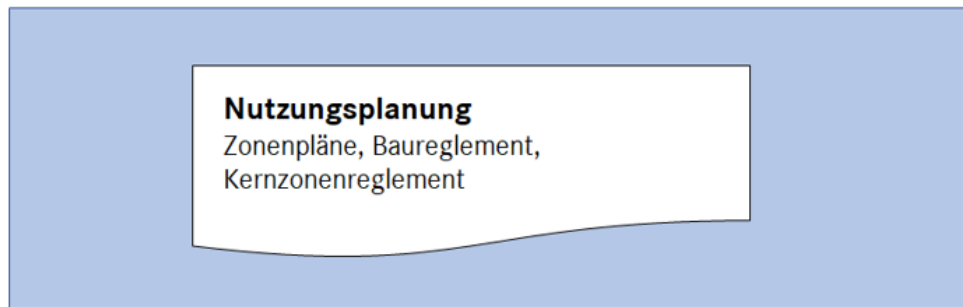 Nutzungsplanung
Zonenpläne, Baureglement,
Kernzonenreglement